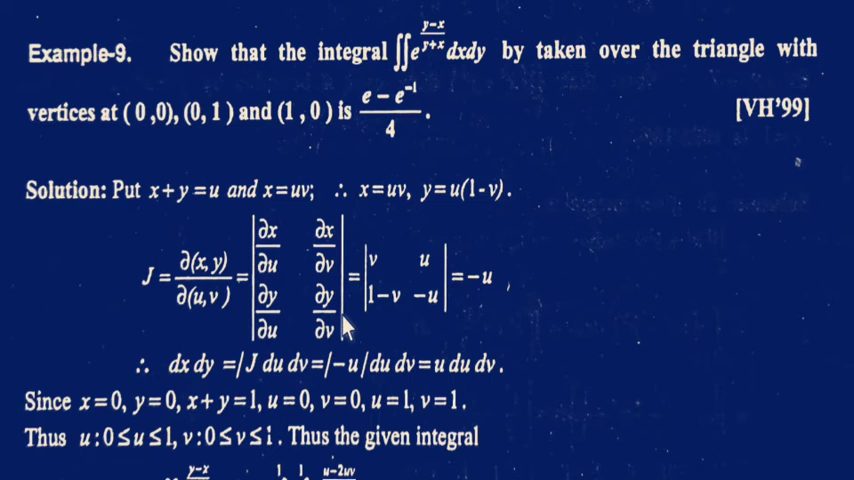 Example-9. Show that the integral ∬e^((y−x)/(y+x)) dxdy by taken over the triangle with
vertices at ( 0 ,0), (0, 1 ) and (1 , 0 ) is (e − e⁻¹)/4 . [VH'99]
Solution: Put x + y = u and x = uv; ∴ x = uv, y = u(1 - v) .
J = ∂(x, y)/∂(u, v) = |∂x/∂u ∂x/∂v; ∂y/∂u ∂y/∂v| = |v u; 1−v −u| = −u ,
∴ dx dy =|J du dv=|−u|du dv = u du dv .
Since x = 0, y = 0, x + y = 1, u = 0, v = 0, u = 1, v = 1 .
Thus u : 0 ≤ u ≤ 1, v : 0 ≤ v ≤ 1 . Thus the given integral
y−x 1 1 u−2uv